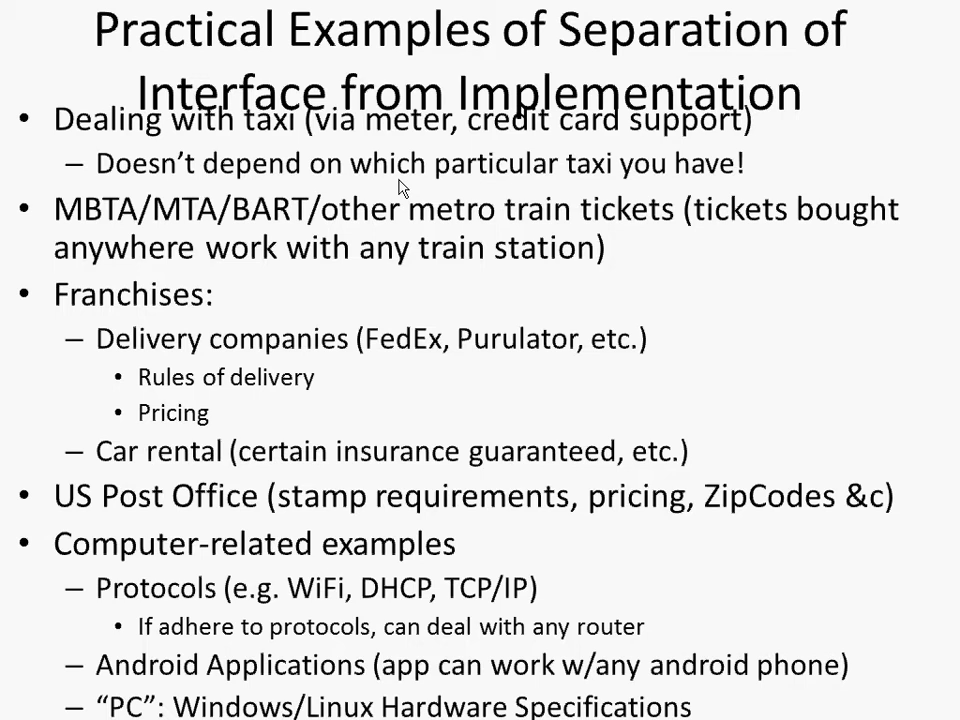 Practical Examples of Separation of
Interface from Implementation
• Dealing with taxi (via meter, credit card support)
– Doesn’t depend on which particular taxi you have!
• MBTA/MTA/BART/other metro train tickets (tickets bought
anywhere work with any train station)
• Franchises:
– Delivery companies (FedEx, Purulator, etc.)
• Rules of delivery
• Pricing
– Car rental (certain insurance guaranteed, etc.)
• US Post Office (stamp requirements, pricing, ZipCodes &c)
• Computer-related examples
– Protocols (e.g. WiFi, DHCP, TCP/IP)
• If adhere to protocols, can deal with any router
– Android Applications (app can work w/any android phone)
– “PC”: Windows/Linux Hardware Specifications